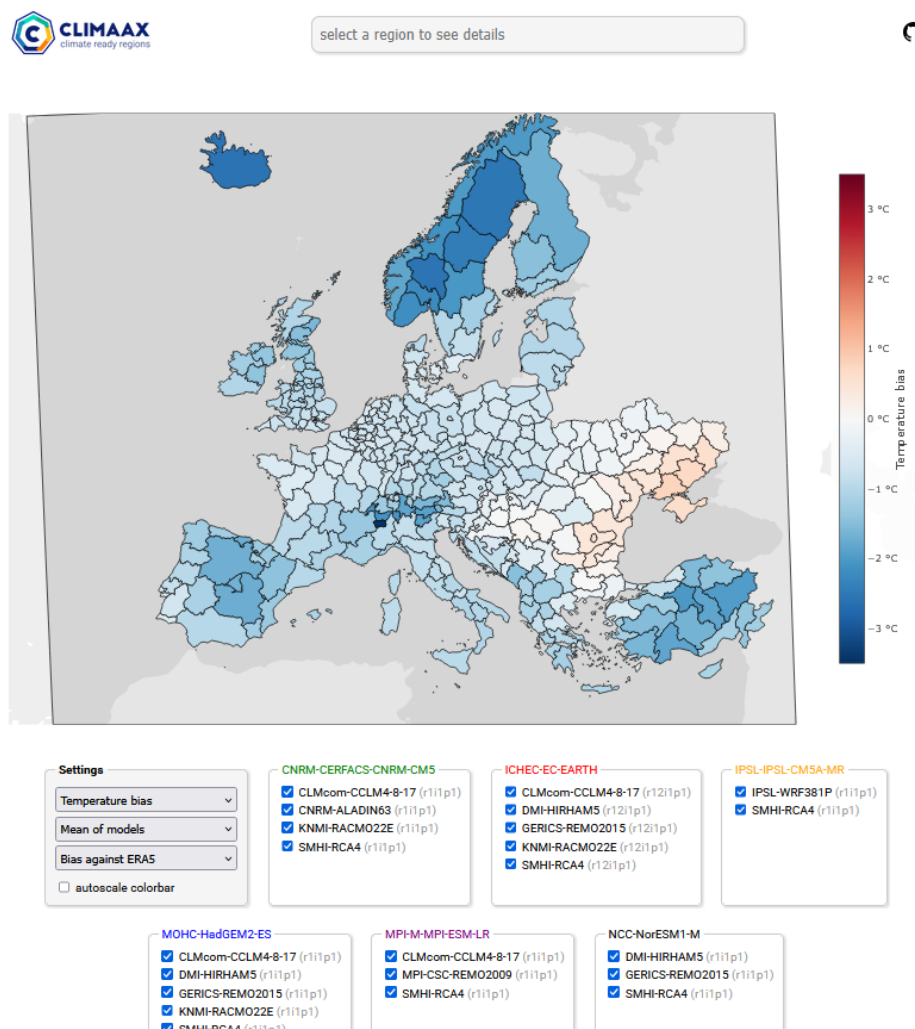 CLIMAAX
climate ready regions
select a region to see details
3 °C
2 °C
1 °C
0 °C
−1 °C
−2 °C
−3 °C
Temperature bias
Settings
Temperature bias
Mean of models
Bias against ERA5
autoscale colorbar
CNRM-CERFACS-CNRM-CM5
CLMcom-CCLM4-8-17 (r1i1p1)
CNRM-ALADIN63 (r1i1p1)
KNMI-RACMO22E (r1i1p1)
SMHI-RCA4 (r1i1p1)
ICHEC-EC-EARTH
CLMcom-CCLM4-8-17 (r12i1p1)
DMI-HIRHAM5 (r12i1p1)
GERICS-REMO2015 (r12i1p1)
KNMI-RACMO22E (r12i1p1)
SMHI-RCA4 (r12i1p1)
IPSL-IPSL-CM5A-MR
IPSL-WRF381P (r1i1p1)
SMHI-RCA4 (r1i1p1)
MOHC-HadGEM2-ES
CLMcom-CCLM4-8-17 (r1i1p1)
DMI-HIRHAM5 (r1i1p1)
GERICS-REMO2015 (r1i1p1)
KNMI-RACMO22E (r1i1p1)
SMHI-RCA4 (r1i1p1)
MPI-M-MPI-ESM-LR
CLMcom-CCLM4-8-17 (r1i1p1)
MPI-CSC-REMO2009 (r1i1p1)
SMHI-RCA4 (r1i1p1)
NCC-NorESM1-M
DMI-HIRHAM5 (r1i1p1)
GERICS-REMO2015 (r1i1p1)
SMHI-RCA4 (r1i1p1)